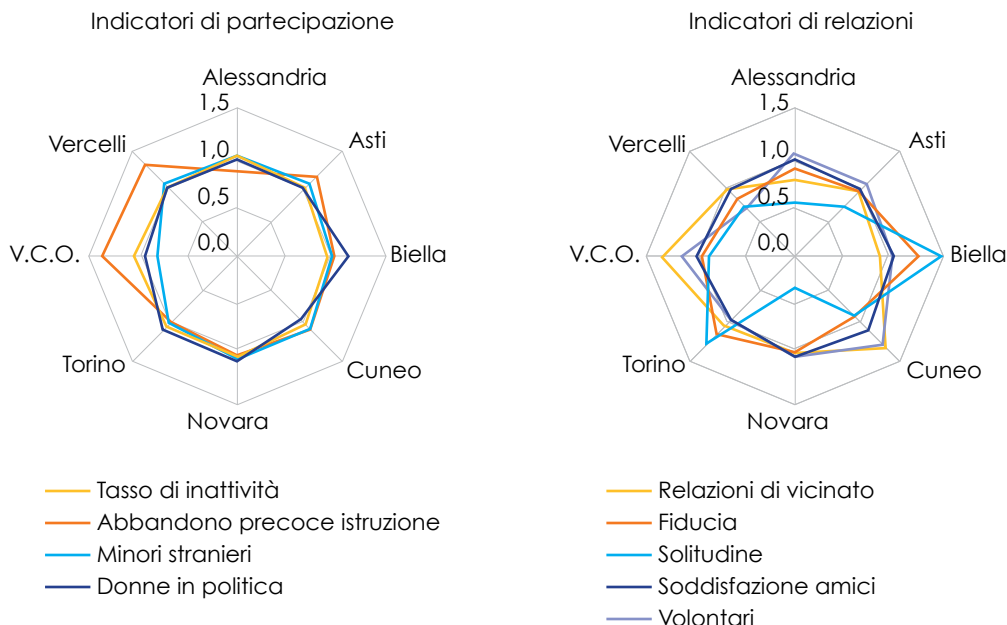 Indicatori di partecipazione
Alessandria
1,5
Vercelli
Asti
1,0
0,5
V.C.O.
0,0
Biella
Torino
Cuneo
Novara
Tasso di inattività
Abbandono precoce istruzione
Minori stranieri
Donne in politica
Indicatori di relazioni
Alessandria
1,5
Vercelli
Asti
1,0
0,5
V.C.O.
0,0
Biella
Torino
Cuneo
Novara
Relazioni di vicinato
Fiducia
Solitudine
Soddisfazione amici
Volontari